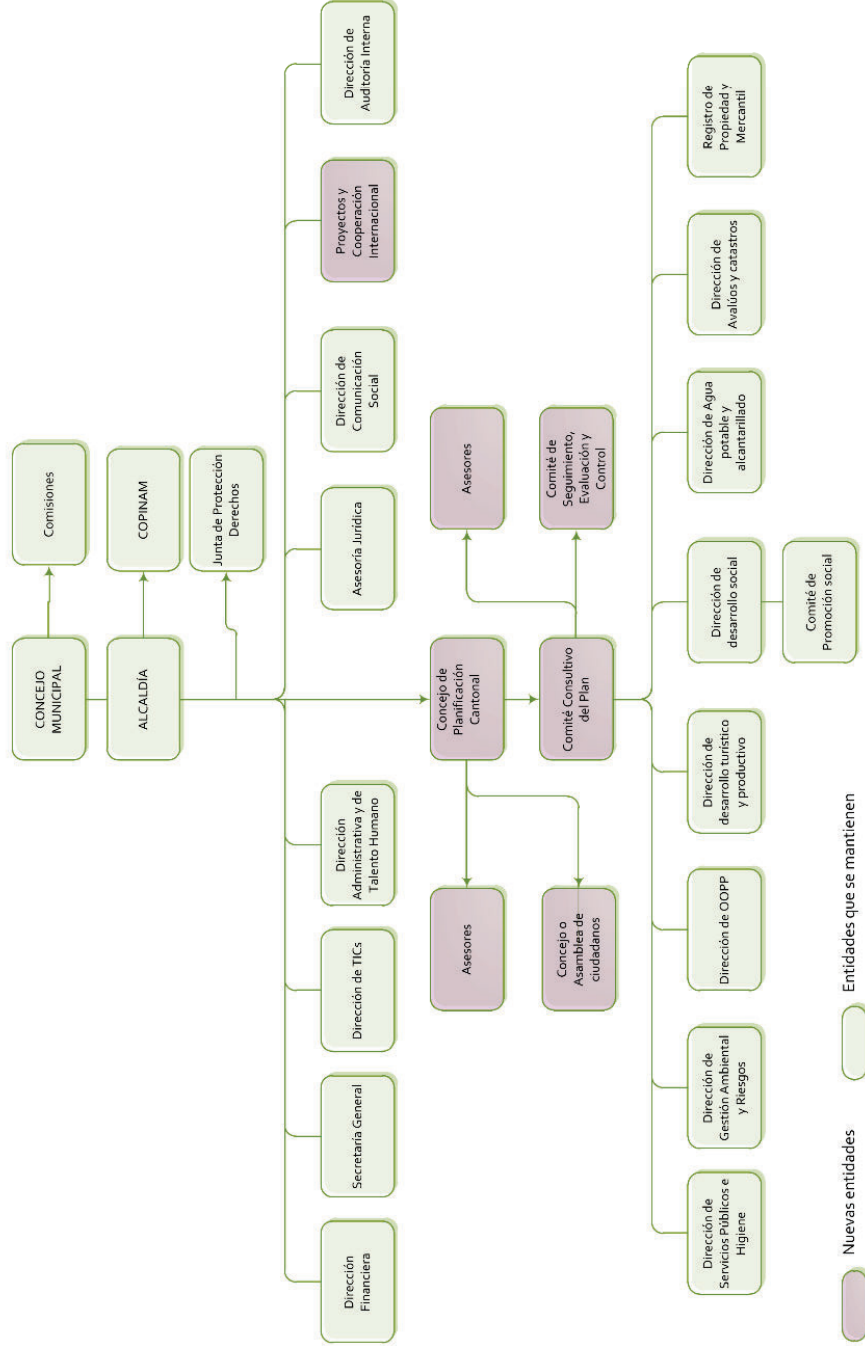 CONCEJO
MUNICIPAL
Comisiones
ALCALDÍA
COPINAM
Junta de Protección
Derechos
Dirección
Financiera
Secretaría General
Dirección de TICs
Dirección
Administrativa y de
Talento Humano
Asesoría Jurídica
Dirección de
Comunicación
Social
Proyectos y
Cooperación
Internacional
Dirección de
Auditoría Interna
Asesores
Concejo de
Planificación
Cantonal
Asesores
Concejo o
Asamblea de
ciudadanos
Comité Consultivo
del Plan
Comité de
Seguimiento,
Evaluación y
Control
Dirección de
Servicios Públicos e
Higiene
Dirección de
Gestión Ambiental
y Riesgos
Dirección de OOPP
Dirección de
desarrollo turístico
y productivo
Dirección de
desarrollo social
Dirección de Agua
potable y
alcantarillado
Dirección de
Avalúos y catastros
Registro de
Propiedad y
Mercantil
Comité de
Promoción social
Nuevas entidades
Entidades que se mantienen